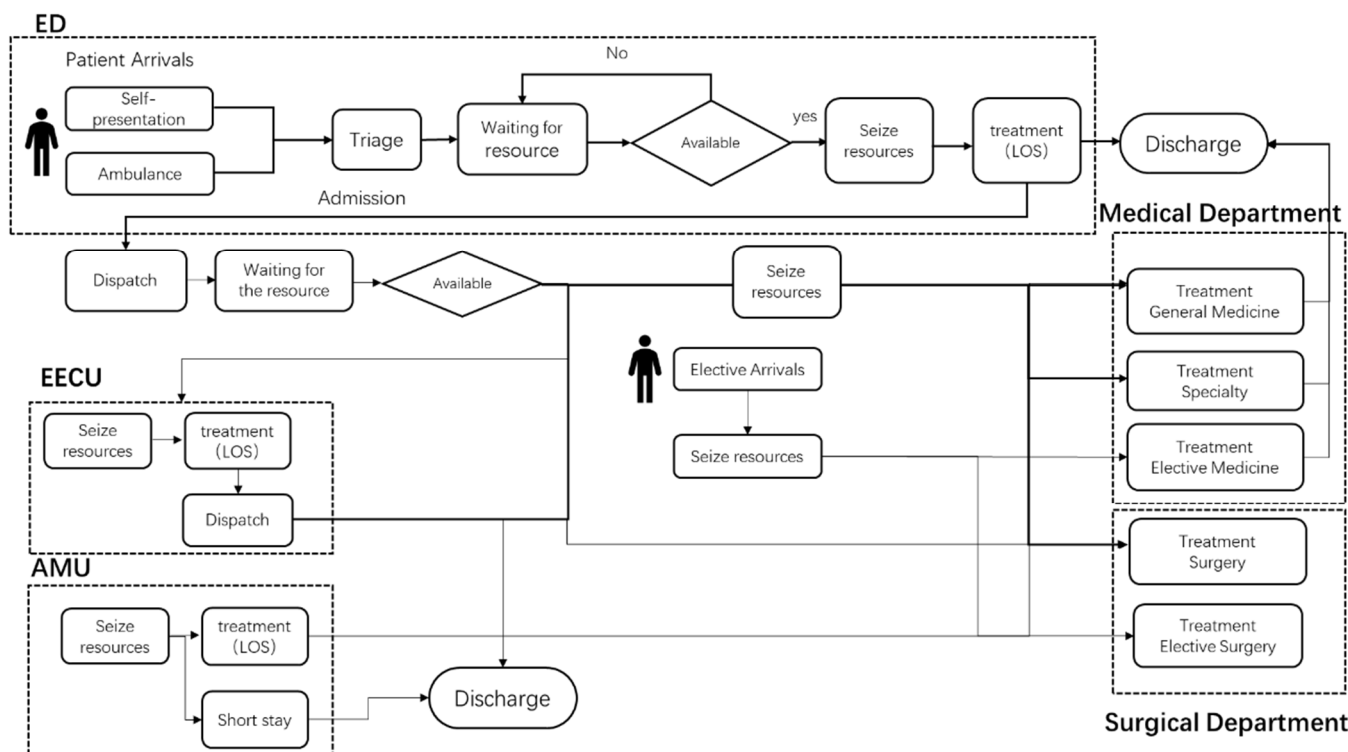 ED
Patient Arrivals
No
Self-
presentation
Ambulance
Triage
Waiting for
resource
Available
yes
Seize
resources
treatment
(LOS)
Discharge
Admission
Medical Department
Dispatch
Waiting for
the resource
Available
Seize
resources
Treatment
General Medicine
Elective Arrivals
Treatment
Specialty
EECU
Seize
resources
treatment
(LOS)
Seize resources
Treatment
Elective Medicine
Dispatch
Treatment
Surgery
AMU
Seize
resources
treatment
(LOS)
Treatment
Elective Surgery
Short stay
Discharge
Surgical Department